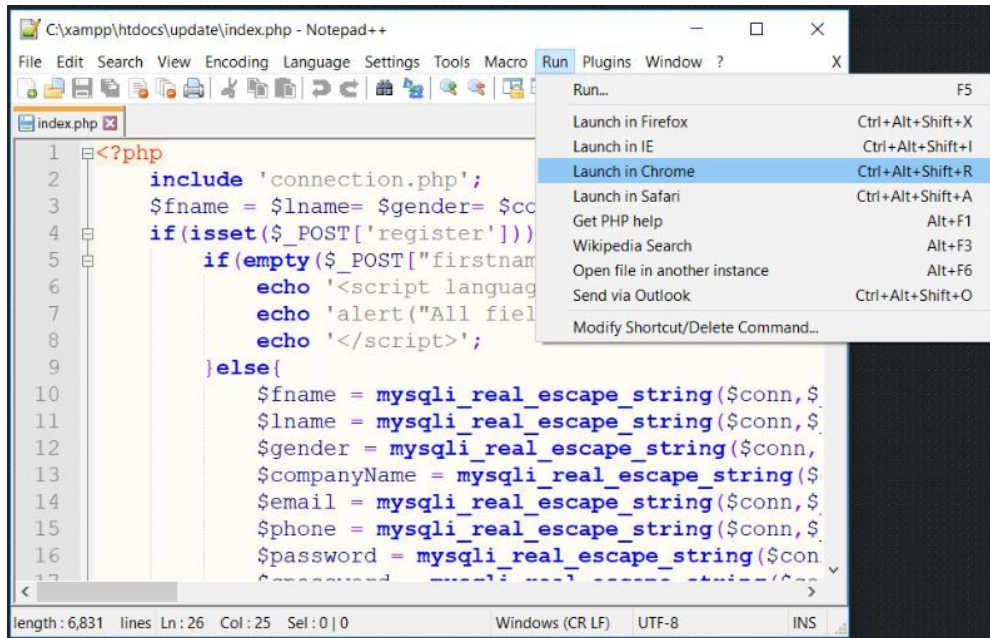 C:\xampp\htdocs\update\index.php - Notepad++
File Edit Search View Encoding Language Settings Tools Macro Run Plugins Window ? X
Run... F5
Launch in Firefox Ctrl+Alt+Shift+X
Launch in IE Ctrl+Alt+Shift+I
Launch in Chrome Ctrl+Alt+Shift+R
Launch in Safari Ctrl+Alt+Shift+A
Get PHP help Alt+F1
Wikipedia Search Alt+F3
Open file in another instance Alt+F6
Send via Outlook Ctrl+Alt+Shift+O
Modify Shortcut/Delete Command...
index.php
1 <?php
2 include 'connection.php';
3 $fname = $lname= $gender= $co
4 if(isset($_POST['register']))
5 if(empty($_POST["firstnam
6 echo '<script languag
7 echo 'alert("All fiel
8 echo '</script>';
9 }else{
10 $fname = mysqli_real_escape_string($conn,$
11 $lname = mysqli_real_escape_string($conn,$
12 $gender = mysqli_real_escape_string($conn,
13 $companyName = mysqli_real_escape_string($
14 $email = mysqli_real_escape_string($conn,$
15 $phone = mysqli_real_escape_string($conn,$
16 $password = mysqli_real_escape_string($con
length : 6,831 lines Ln : 26 Col : 25 Sel : 0 | 0 Windows (CR LF) UTF-8 INS